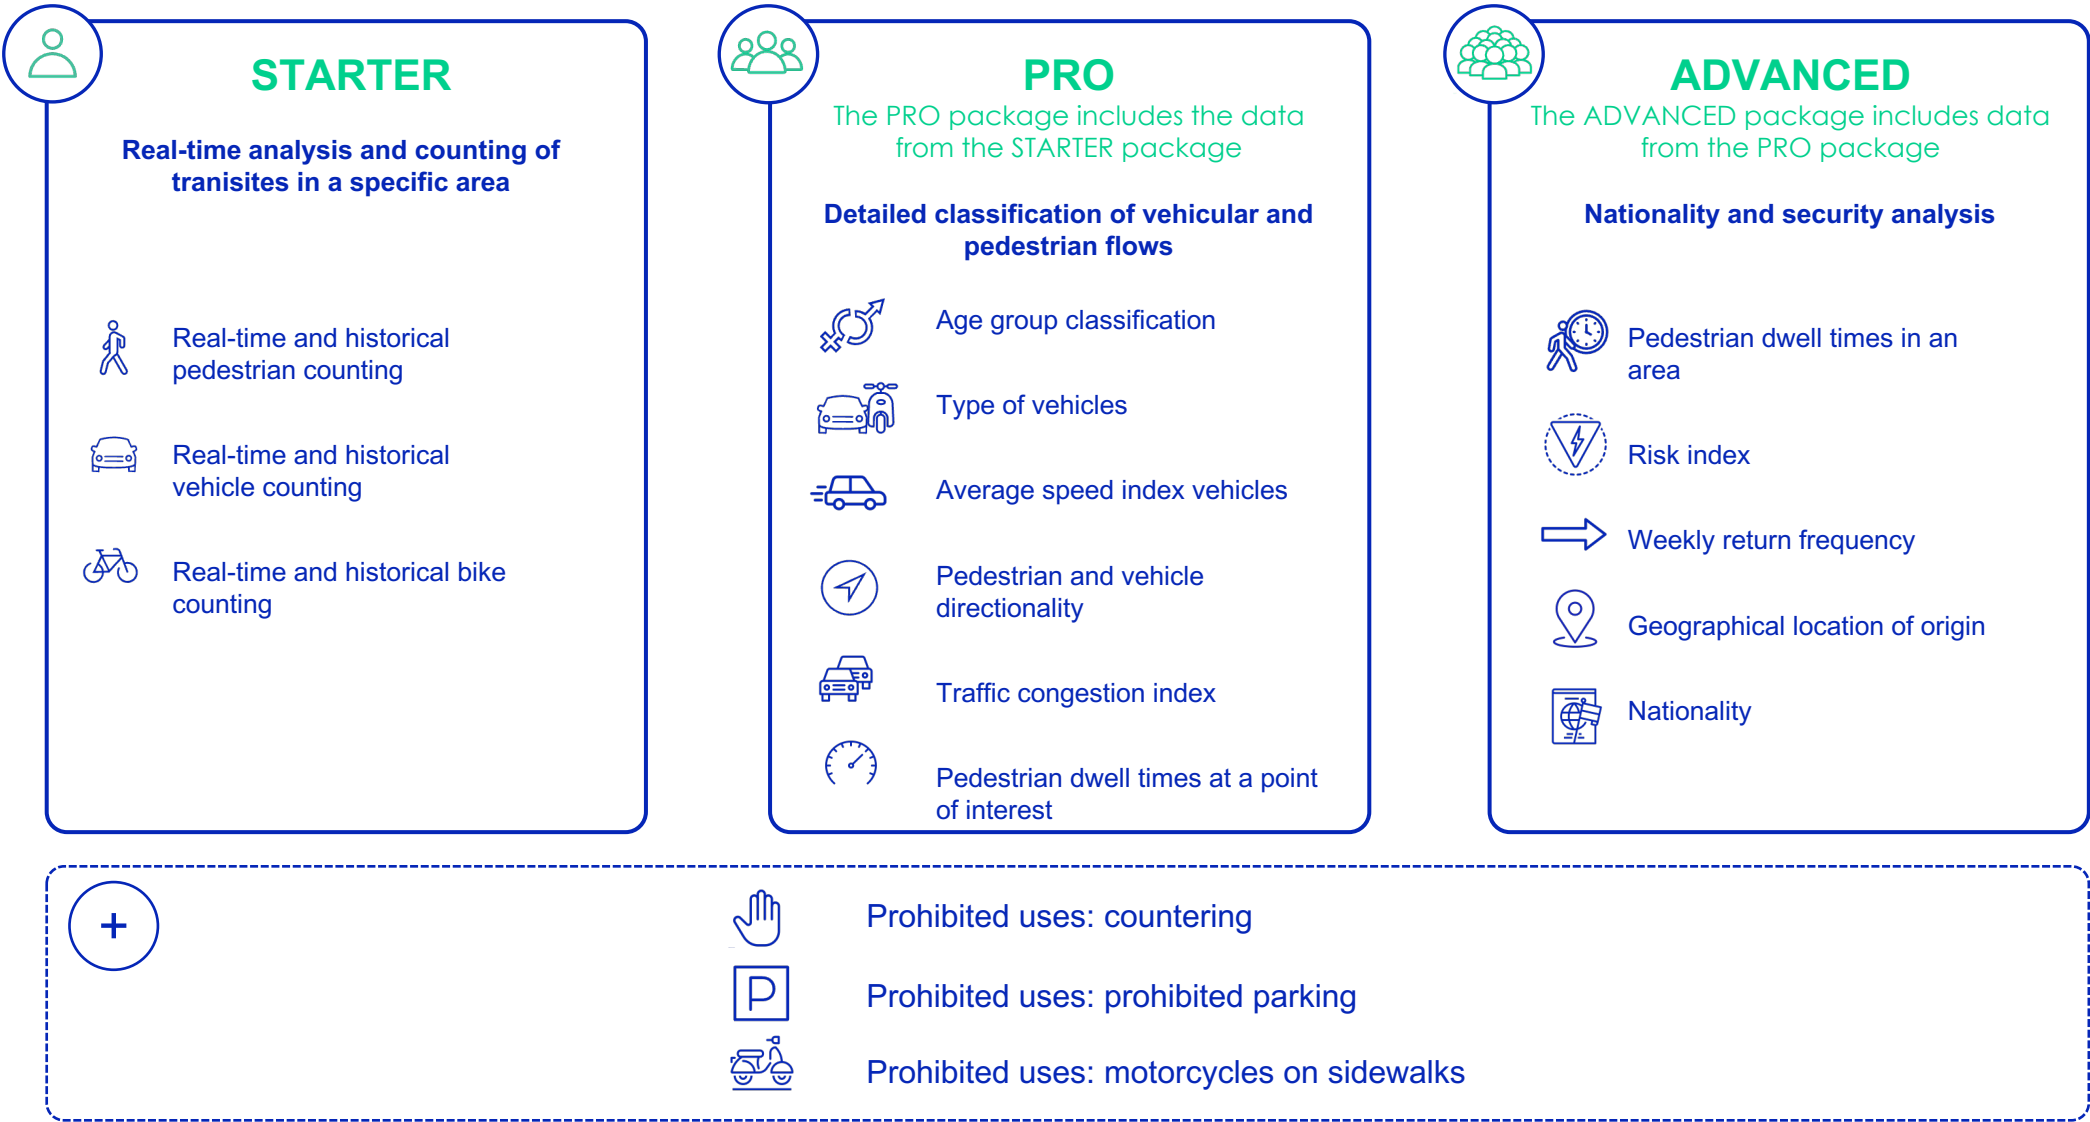 STARTER
Real-time analysis and counting of
tranisites in a specific area
Real-time and historical
pedestrian counting
Real-time and historical
vehicle counting
Real-time and historical bike
counting
PRO
The PRO package includes the data
from the STARTER package
Detailed classification of vehicular and
pedestrian flows
Age group classification
Type of vehicles
Average speed index vehicles
Pedestrian and vehicle
directionality
Traffic congestion index
Pedestrian dwell times at a point
of interest
ADVANCED
The ADVANCED package includes data
from the PRO package
Nationality and security analysis
Pedestrian dwell times in an
area
Risk index
Weekly return frequency
Geographical location of origin
Nationality
+
Prohibited uses: countering
P
Prohibited uses: prohibited parking
Prohibited uses: motorcycles on sidewalks